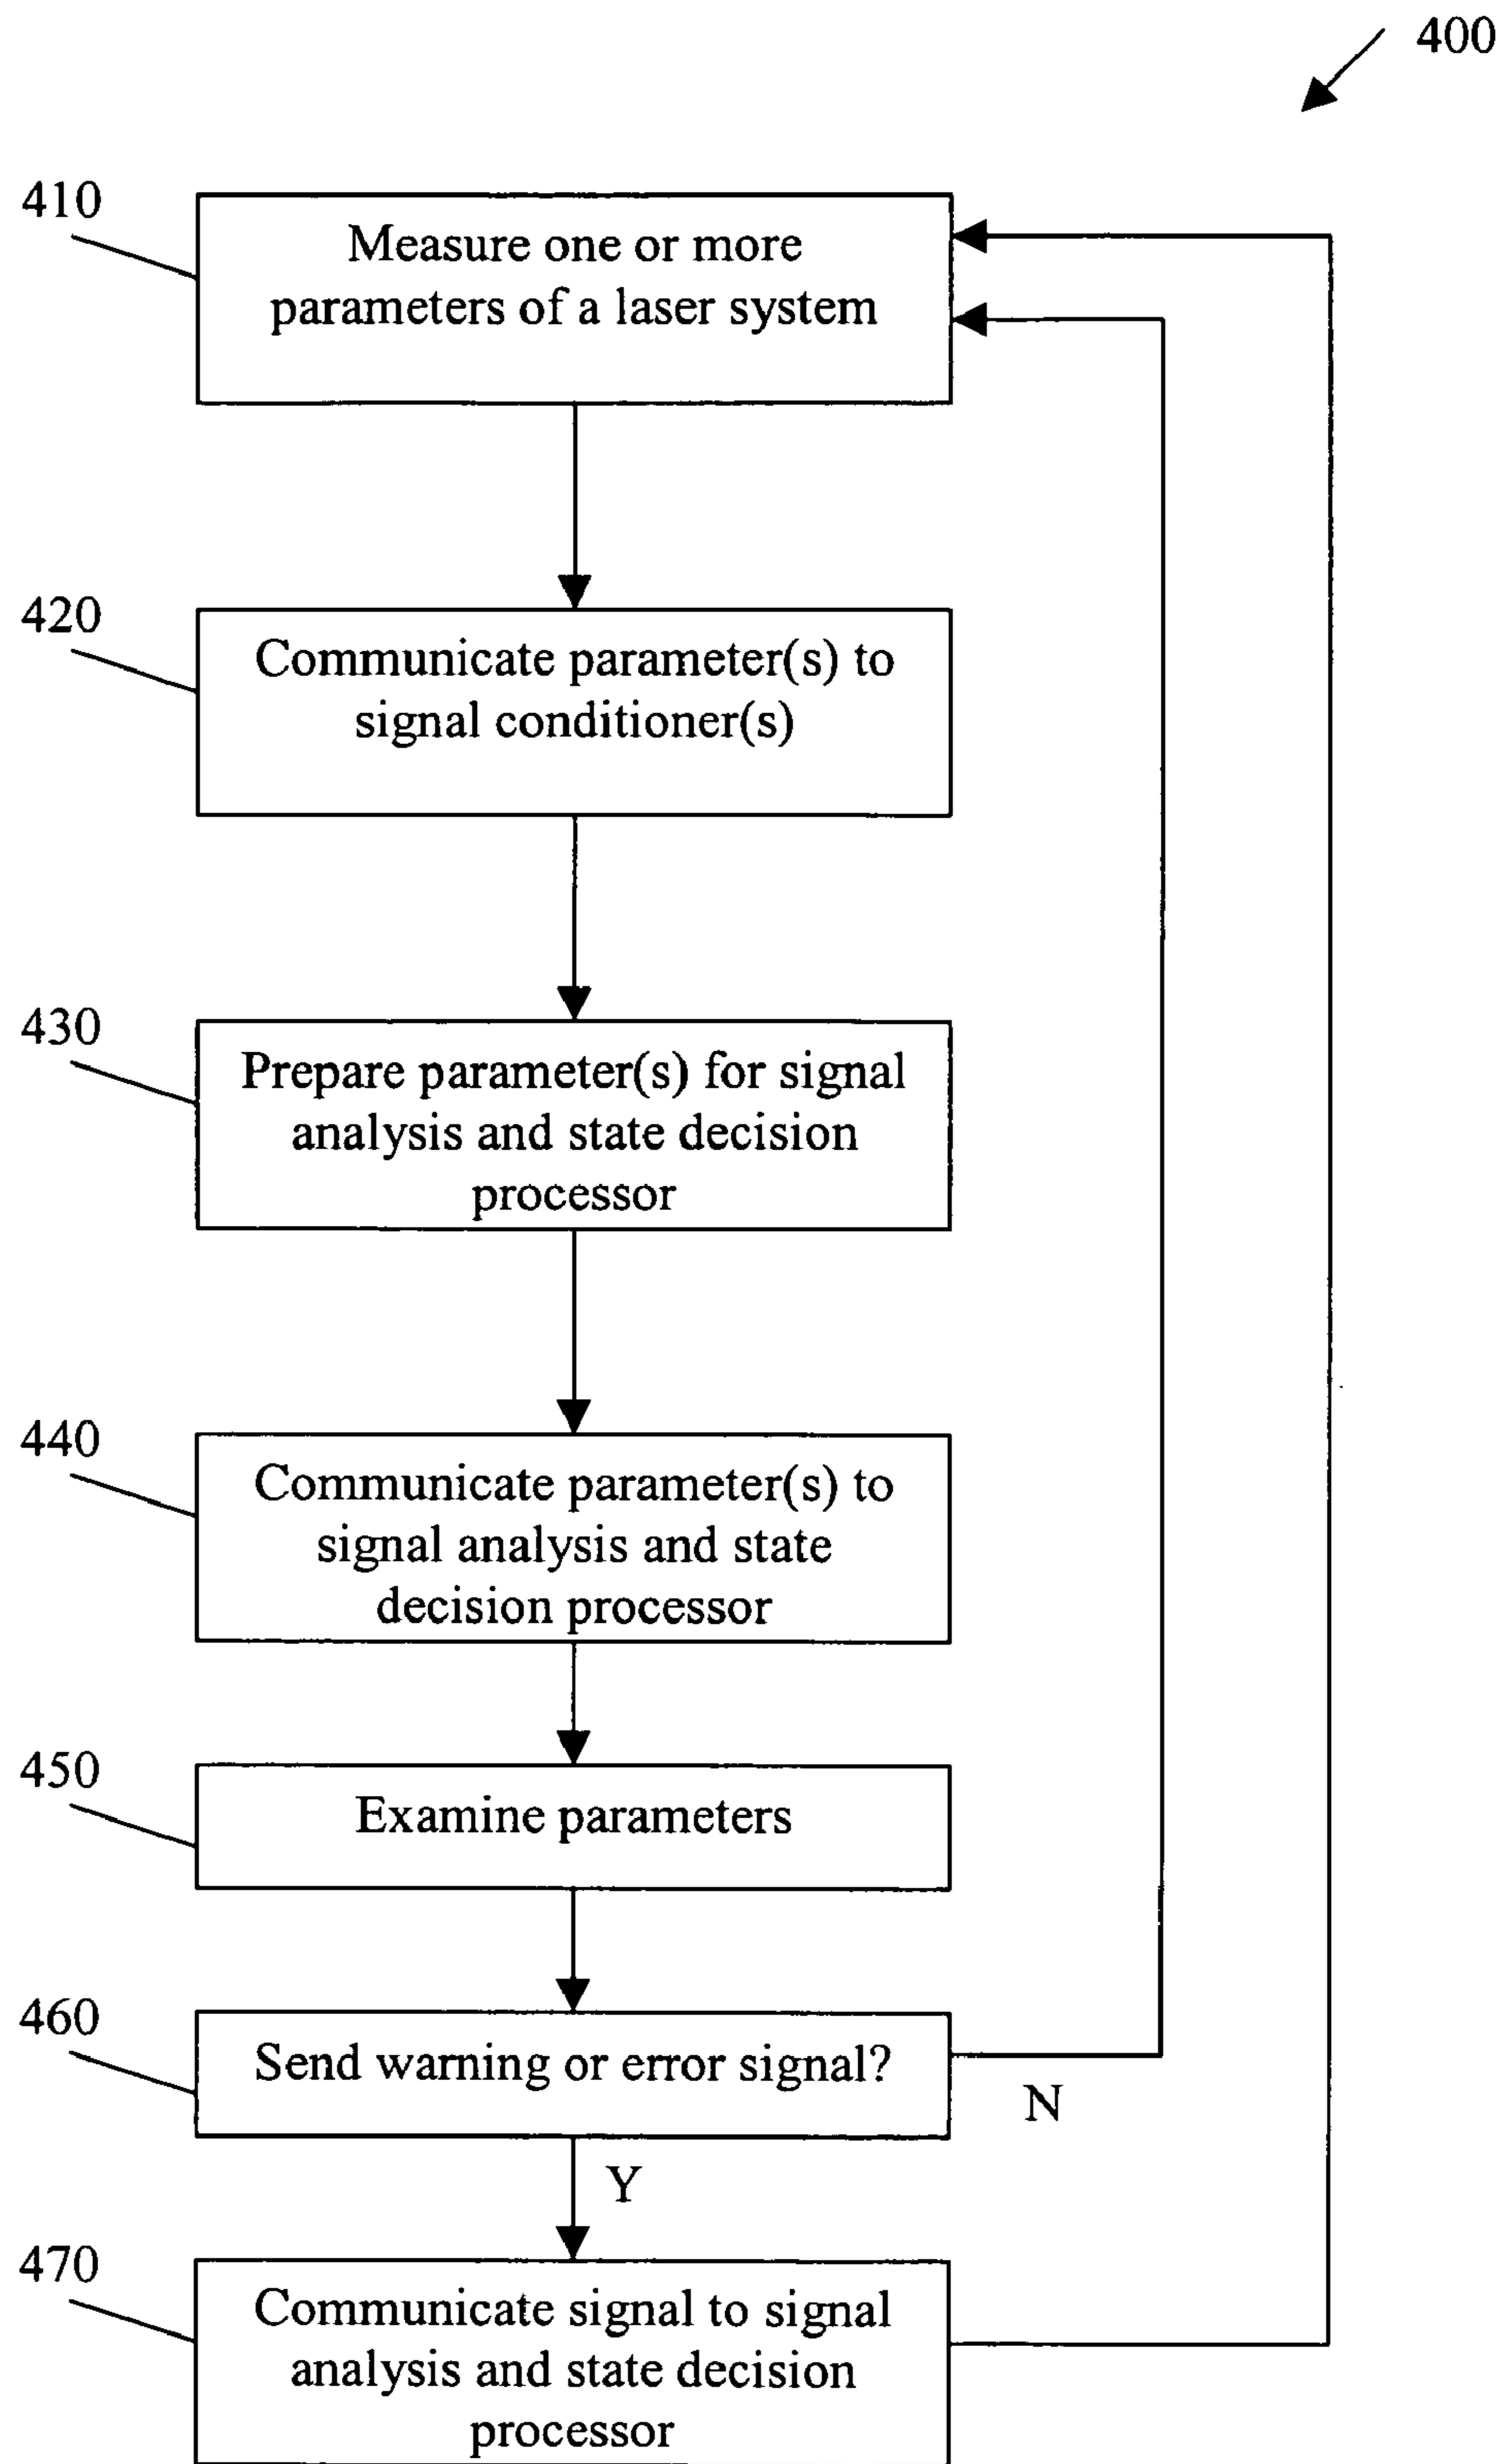 400
410
Measure one or more
parameters of a laser system
420
Communicate parameter(s) to
signal conditioner(s)
430
Prepare parameter(s) for signal
analysis and state decision
processor
440
Communicate parameter(s) to
signal analysis and state
decision processor
450
Examine parameters
460
Send warning or error signal?
N
Y
470
Communicate signal to signal
analysis and state decision
processor